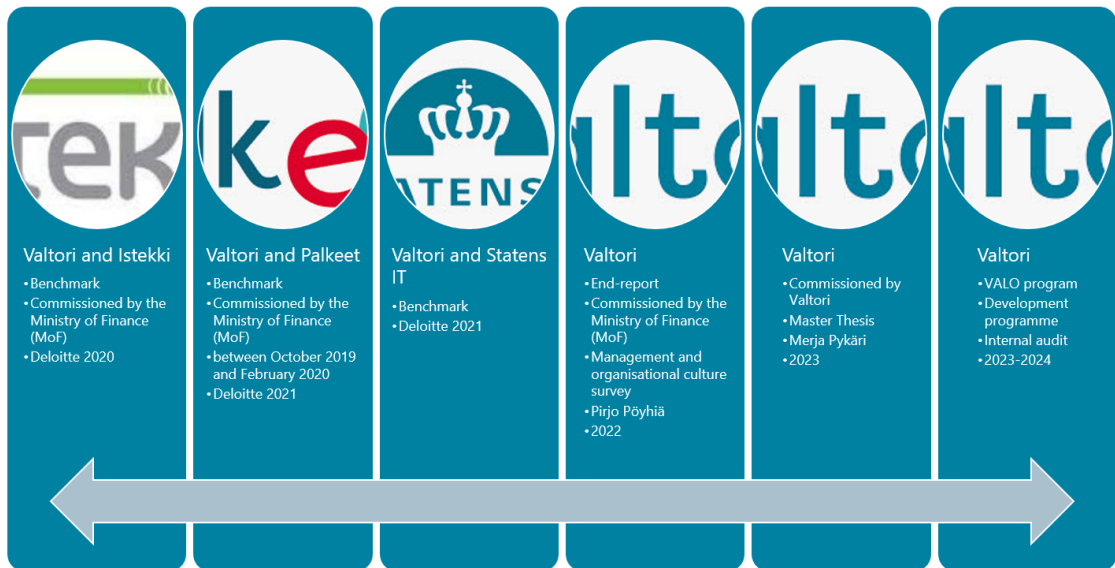 TEK
ke
ATENS
alto
alto
alto
Valtori and Istekki
•Benchmark
•Commissioned by the
Ministry of Finance
(MoF)
•Deloitte 2020
Valtori and Palkeet
•Benchmark
•Commissioned by the
Ministry of Finance
(MoF)
•between October 2019
and February 2020
•Deloitte 2021
Valtori and Statens
IT
•Benchmark
•Deloitte 2021
Valtori
•End-report
•Commissioned by the
Ministry of Finance
(MoF)
•Management and
organisational culture
survey
•Pirjo Pöyhiä
•2022
Valtori
•Commissioned by
Valtori
•Master Thesis
•Merja Pykäri
•2023
Valtori
•VALO program
•Development
programme
•Internal audit
•2023-2024